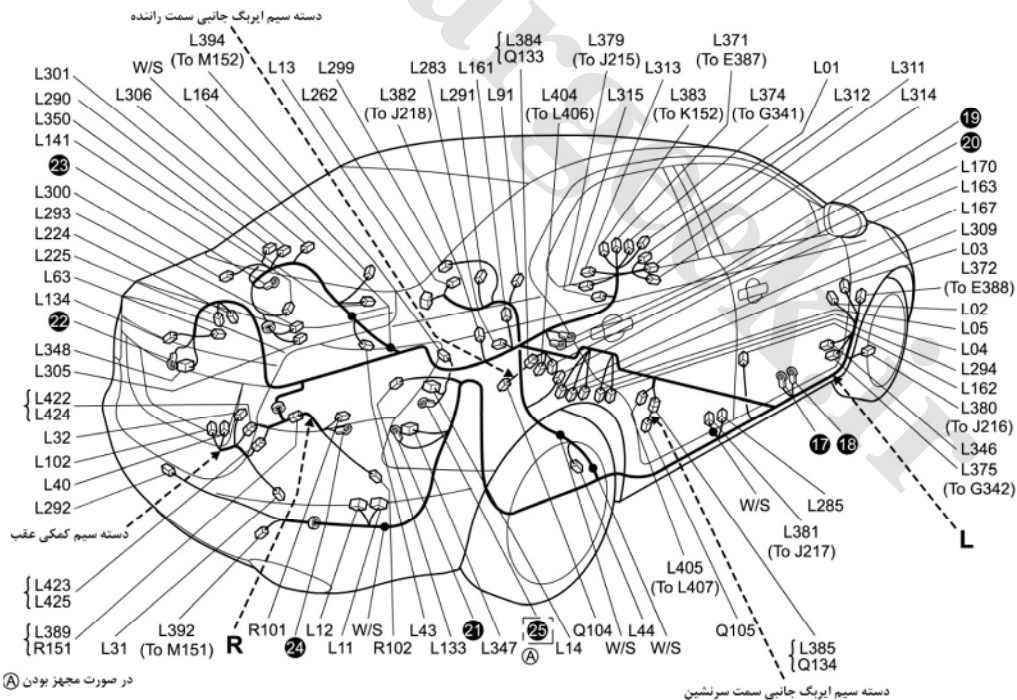 دسته سیم ایربگ جانبی سمت راننده
L394
(To M152)
L384
Q133
L379
(To J215)
L371
(To E387)
L301
W/S
L13
L299
L283
L161
L313
L01
L311
L290
L306
L164
L262
L382
(To J218)
L291
L91
L404
(To L406)
L315
L383
(To K152)
L374
(To G341)
L312
L314
L350
L141
23
L300
L293
L224
L225
L63
L134
22
L348
L305
L422
L424
L32
L102
L40
L292
دسته سیم کمکی عقب
L423
L425
L389
R151
19
20
L170
L163
L167
L309
L03
L372
(To E388)
L02
L05
L04
L294
L162
L380
(To J216)
L346
L375
(To G342)
L
17
18
W/S
L285
L381
(To J217)
L405
(To L407)
L31
L392
(To M151)
R
R101
24
L12
L11
W/S
R102
L43
L133
21
L347
25
A
L14
Q104
W/S
L44
W/S
Q105
L385
Q134
در صورت مجهز بودن A
دسته سیم ایربگ جانبی سمت سرنشین